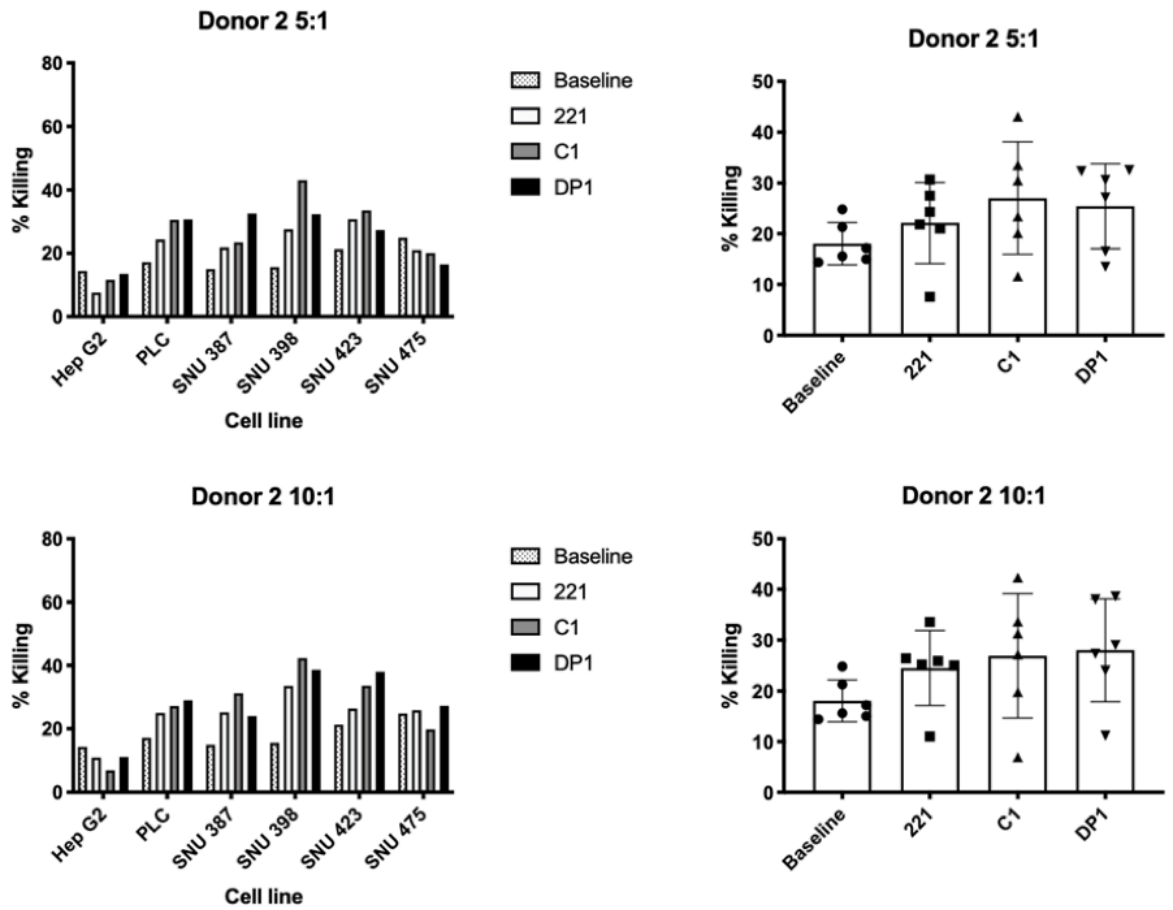 Donor 2 5:1
% Killing
80
60
40
20
0
Hep G2
PLC
SNU 387
SNU 398
SNU 423
SNU 475
Cell line
Baseline
221
C1
DP1
Donor 2 5:1
% Killing
50
40
30
20
10
0
Baseline
221
C1
DP1
Donor 2 10:1
% Killing
80
60
40
20
0
Hep G2
PLC
SNU 387
SNU 398
SNU 423
SNU 475
Cell line
Baseline
221
C1
DP1
Donor 2 10:1
% Killing
50
40
30
20
10
0
Baseline
221
C1
DP1